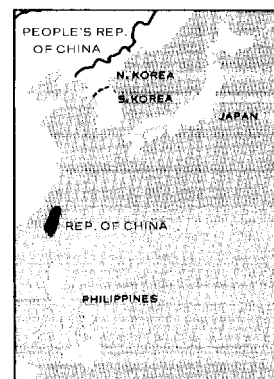 PEOPLE'S REP.
OF CHINA
N. KOREA
S. KOREA
JAPAN
REP. OF CHINA
PHILIPPINES